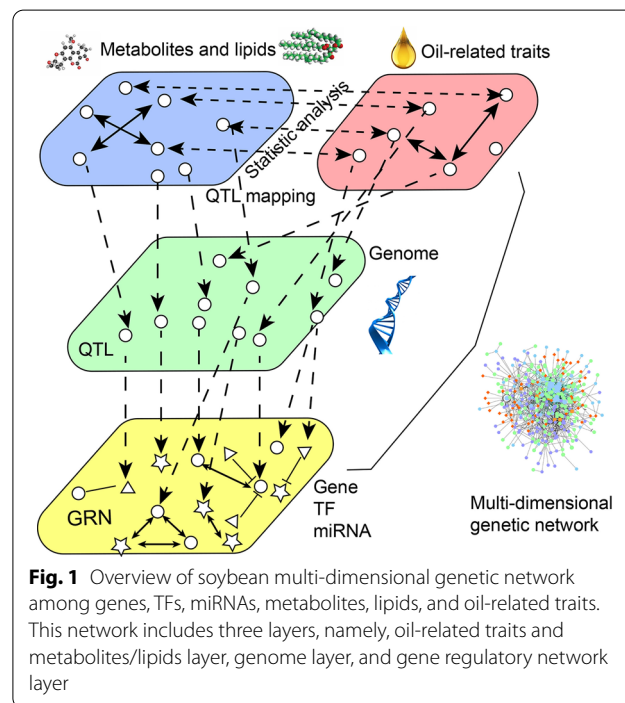 Metabolites and lipids
Oil-related traits
Statistic analysis
QTL mapping
Genome
QTL
GRN
Gene
TF
miRNA
Multi-dimensional
genetic network
Fig. 1 Overview of soybean multi-dimensional genetic network
among genes, TFs, miRNAs, metabolites, lipids, and oil-related traits.
This network includes three layers, namely, oil-related traits and
metabolites/lipids layer, genome layer, and gene regulatory network
layer